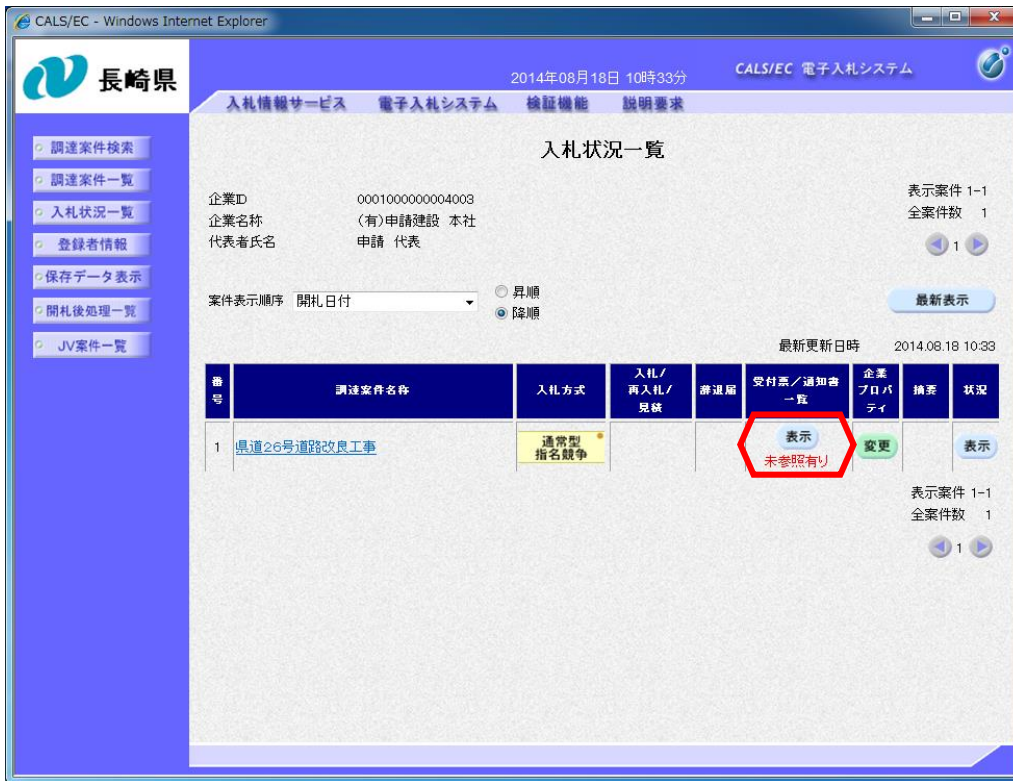 CALS/EC - Windows Internet Explorer
長崎県
2014年08月18日 10時33分
CALS/EC 電子入札システム
入札情報サービス 電子入札システム 検証機能 説明要求
調達案件検索
調達案件一覧
入札状況一覧
登録者情報
保存データ表示
開札後処理一覧
JV案件一覧
入札状況一覧
企業ID 0001000000004003
企業名称 (有)申請建設 本社
代表者氏名 申請 代表
表示案件 1-1
全案件数 1
1
案件表示順序 開札日付
昇順
降順
最新表示
最新更新日時 2014.08.18 10:33
番号 調達案件名称 入札方式 入札/再入札/見積 辞退届 受付票/通知書一覧 企業プロパティ 摘要 状況
1 県道26号道路改良工事 通常型指名競争 表示 未参照有り 変更 表示
表示案件 1-1
全案件数 1
1